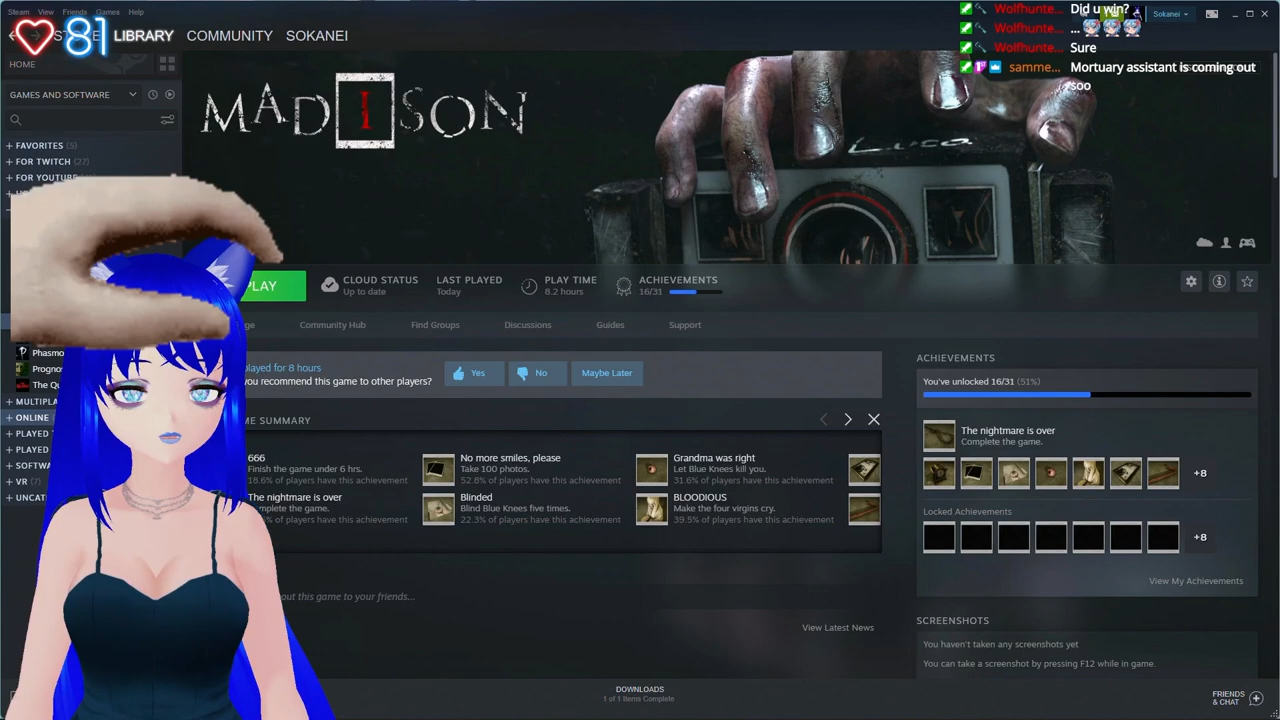 Steam View Friends Games Help
81
LIBRARY COMMUNITY SOKANEI
Sokanei
Wolfhunte... Did u win?
Wolfhunte... ...
Wolfhunte... Sure
samme... Mortuary assistant is coming out
soo
HOME
GAMES AND SOFTWARE
+ FAVORITES (5)
+ FOR TWITCH (27)
+ FOR YOUTUBE
Phasmo
Prognos
The Qu
+ MULTIPLA
+ ONLINE
+ PLAYED
+ PLAYED
+ SOFTWA
+ VR (7)
+ UNCAT
MADISON
Luca
PLAY
CLOUD STATUS
Up to date
LAST PLAYED
Today
PLAY TIME
8.2 hours
ACHIEVEMENTS
16/31
Community Hub Find Groups Discussions Guides Support
played for 8 hours
you recommend this game to other players?
Yes No Maybe Later
ME SUMMARY
666
Finish the game under 6 hrs.
18.6% of players have this achievement
No more smiles, please
Take 100 photos.
52.8% of players have this achievement
Grandma was right
Let Blue Knees kill you.
31.6% of players have this achievement
The nightmare is over
mplete the game.
% of players have this achievement
Blinded
Blind Blue Knees five times.
22.3% of players have this achievement
BLOODIOUS
Make the four virgins cry.
39.5% of players have this achievement
out this game to your friends...
View Latest News
ACHIEVEMENTS
You've unlocked 16/31 (51%)
The nightmare is over
Complete the game.
+8
Locked Achievements
+8
View My Achievements
SCREENSHOTS
You haven't taken any screenshots yet
You can take a screenshot by pressing F12 while in game.
DOWNLOADS
1 of 1 Items Complete
FRIENDS
& CHAT